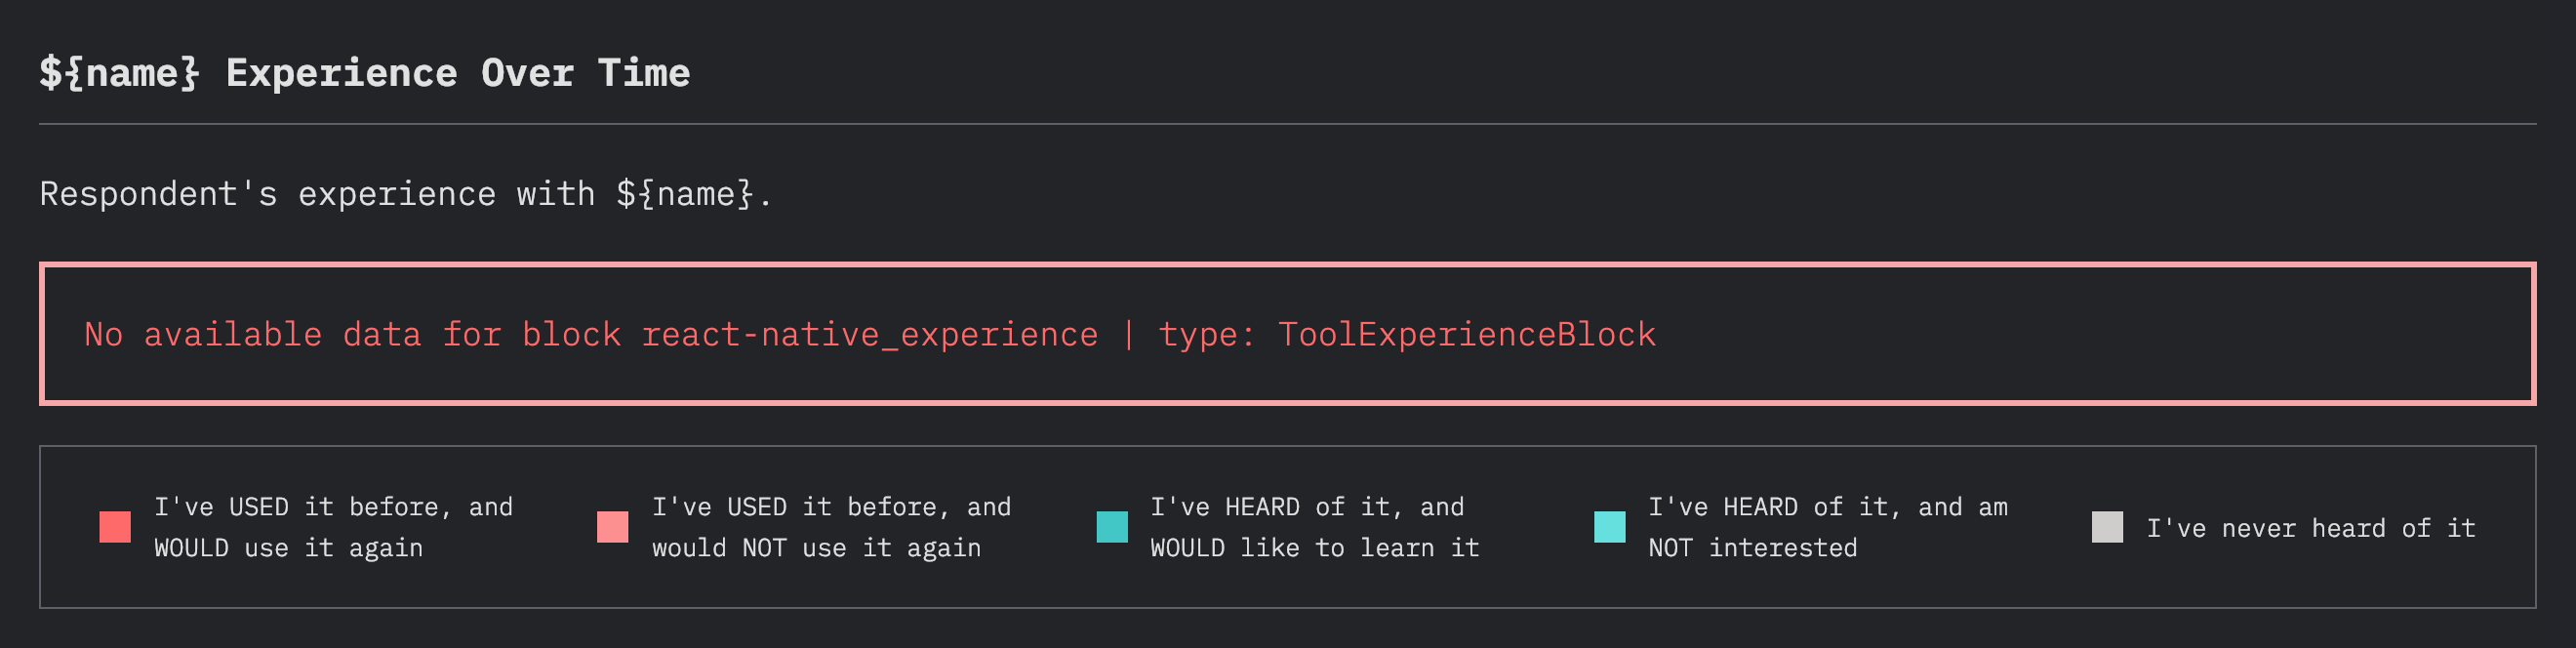 ${name} Experience Over Time
Respondent's experience with ${name}.
No available data for block react-native_experience | type: ToolExperienceBlock
I've USED it before, and
WOULD use it again
I've USED it before, and
would NOT use it again
I've HEARD of it, and
WOULD like to learn it
I've HEARD of it, and am
NOT interested
I've never heard of it